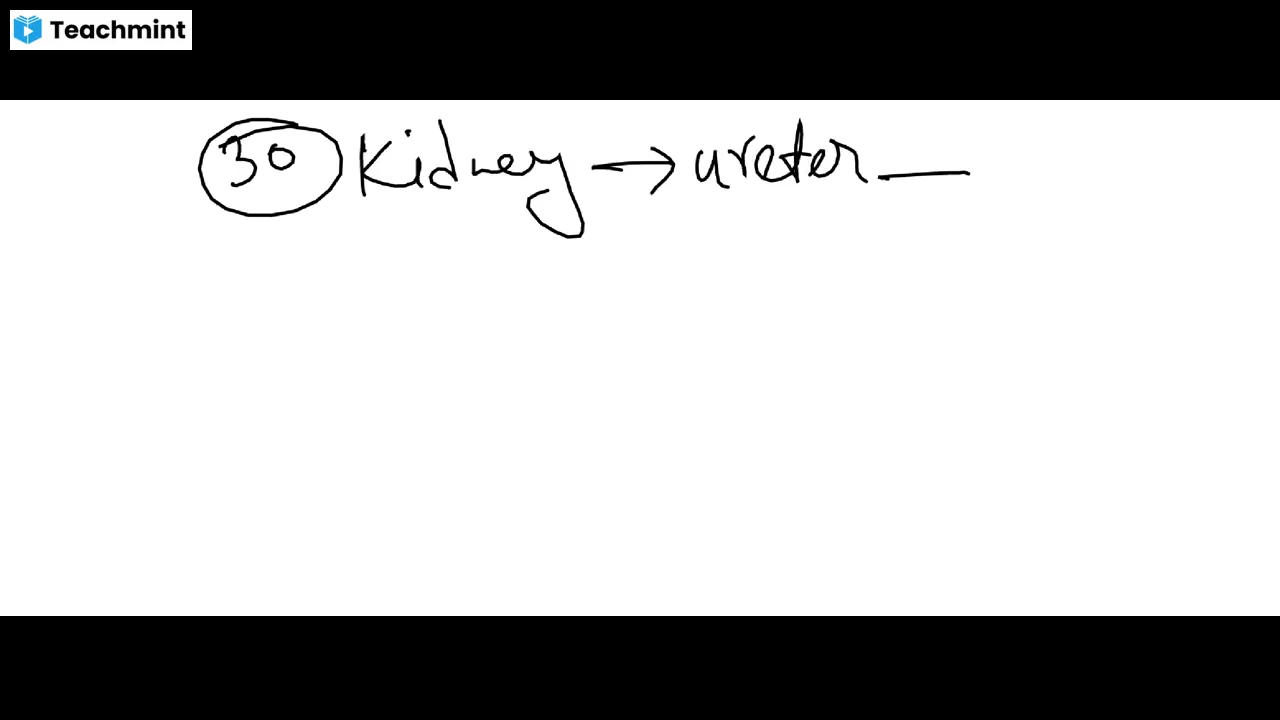 Teachmint
30 Kidney → ureter —